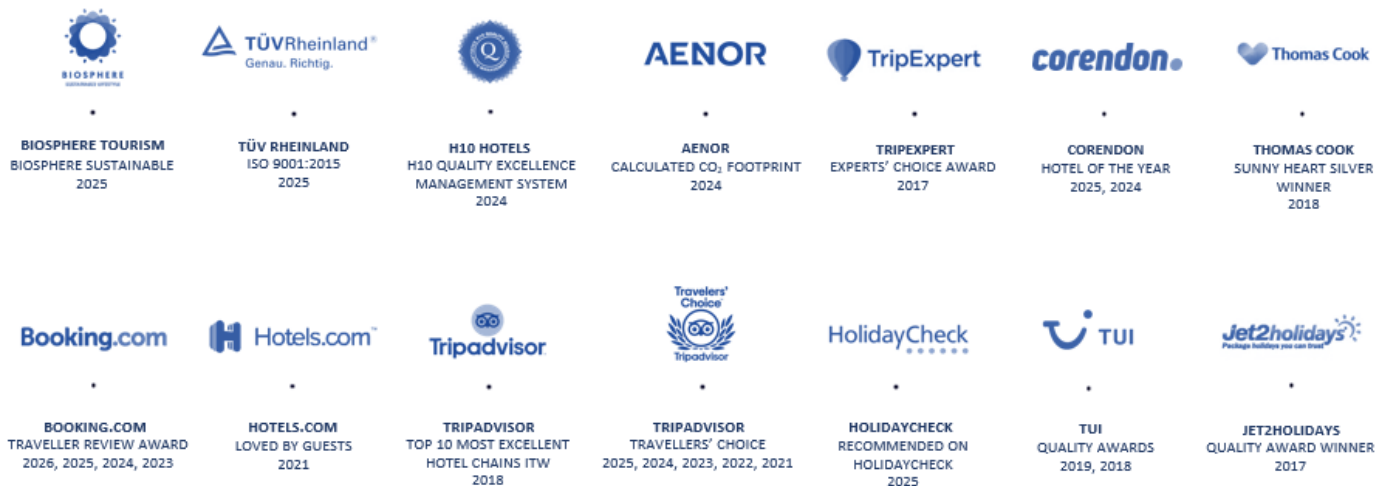 BIOSPHERE
SUSTAINABLE LIFESTYLE
TÜVRheinland®
Genau. Richtig.
Q
AENOR
TripExpert
corendon.
Thomas Cook
BIOSPHERE TOURISM
BIOSPHERE SUSTAINABLE
2025
TÜV RHEINLAND
ISO 9001:2015
2025
H10 HOTELS
H10 QUALITY EXCELLENCE
MANAGEMENT SYSTEM
2024
AENOR
CALCULATED CO₂ FOOTPRINT
2024
TRIPEXPERT
EXPERTS’ CHOICE AWARD
2017
CORENDON
HOTEL OF THE YEAR
2025, 2024
THOMAS COOK
SUNNY HEART SILVER
WINNER
2018
Booking.com
H Hotels.com™
Tripadvisor
Travelers’
Choice
Tripadvisor
HolidayCheck
TUI
Jet2holidays
Package holidays you can trust
BOOKING.COM
TRAVELLER REVIEW AWARD
2026, 2025, 2024, 2023
HOTELS.COM
LOVED BY GUESTS
2021
TRIPADVISOR
TOP 10 MOST EXCELLENT
HOTEL CHAINS ITW
2018
TRIPADVISOR
TRAVELLERS’ CHOICE
2025, 2024, 2023, 2022, 2021
HOLIDAYCHECK
RECOMMENDED ON
HOLIDAYCHECK
2025
TUI
QUALITY AWARDS
2019, 2018
JET2HOLIDAYS
QUALITY AWARD WINNER
2017